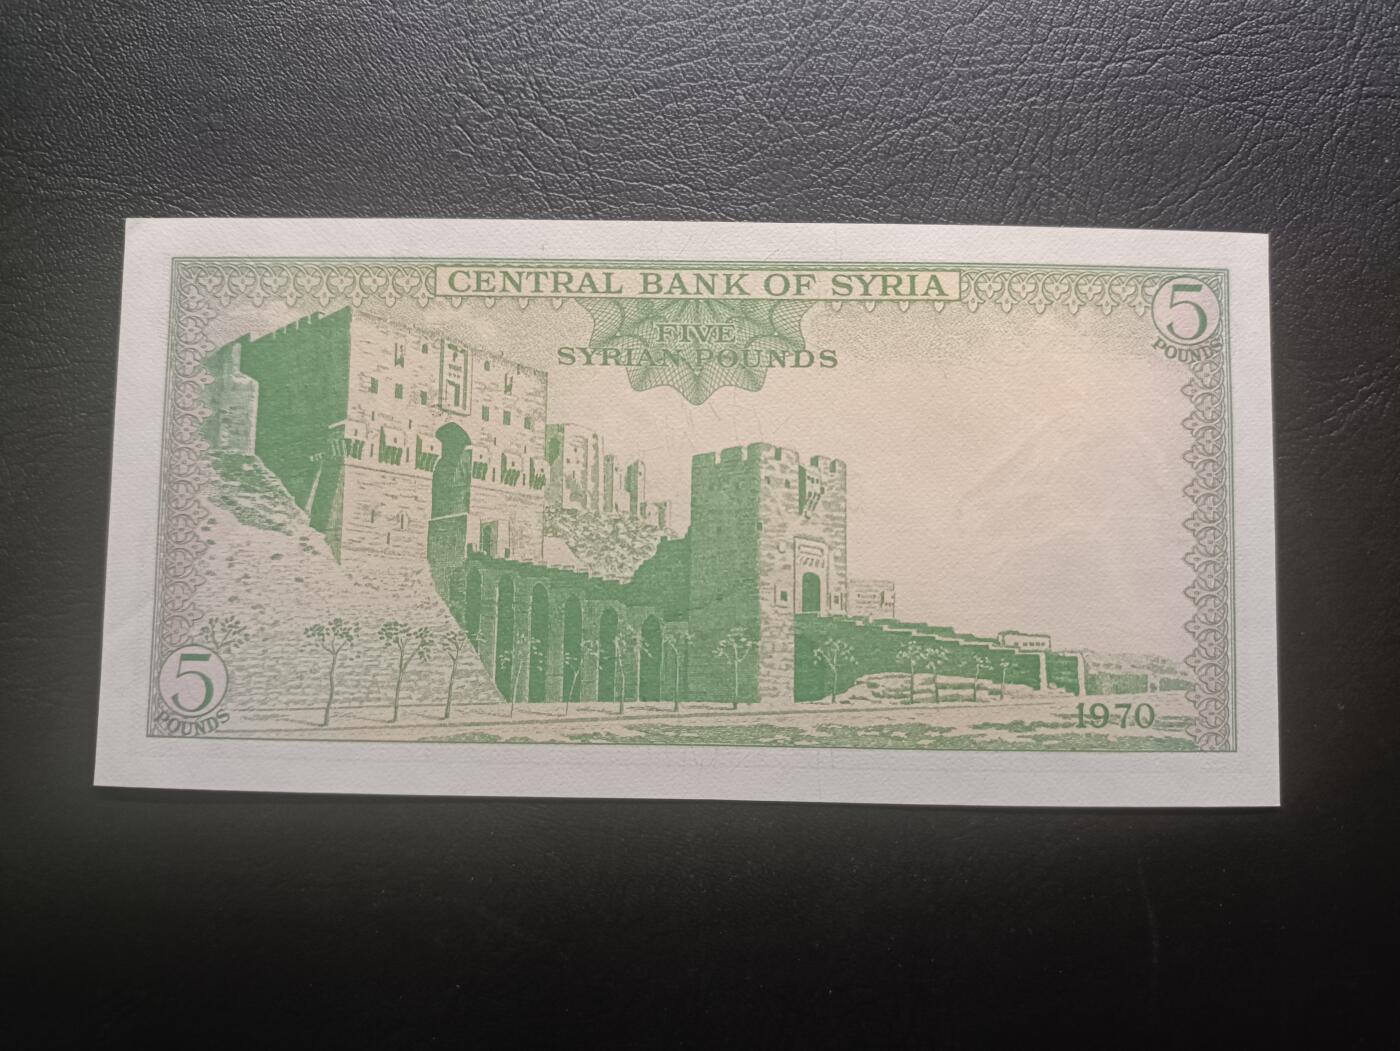 CENTRAL BANK OF SYRIA
5
POUNDS
FIVE
SYRIAN POUNDS
5
POUNDS
1970